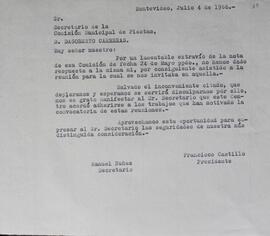 Montevideo, Julio 4 de 1966.-
Sr.
Secretario de la
Comisión Municipal de Fiestas,
D. DAGOBERTO CARRERAS.
Muy señor nuestro:
Por un lamentable extravío de la nota
de esa Comisión de fecha 24 de Mayo ppdo. no hemos dado
respuesta a la misma ni, por consiguiente asistido a la
reunión para la cual se nos invitaba en aquella.
Salvado el inconveniente citado, que
deploramos y esperamos se servirá disculparnos por ello,
nos es grato manifestar al Sr. Secretario que este Centro
acordó adherirse a los trabajos que han motivado la
convocatoria de estas reuniones.
Aprovechamos esta oportunidad para
expresar al Sr. Secretario las seguridades de nuestra más
distinguida consideración.-
Francisco Castillo
Presidente
Manuel Núñez
Secretario